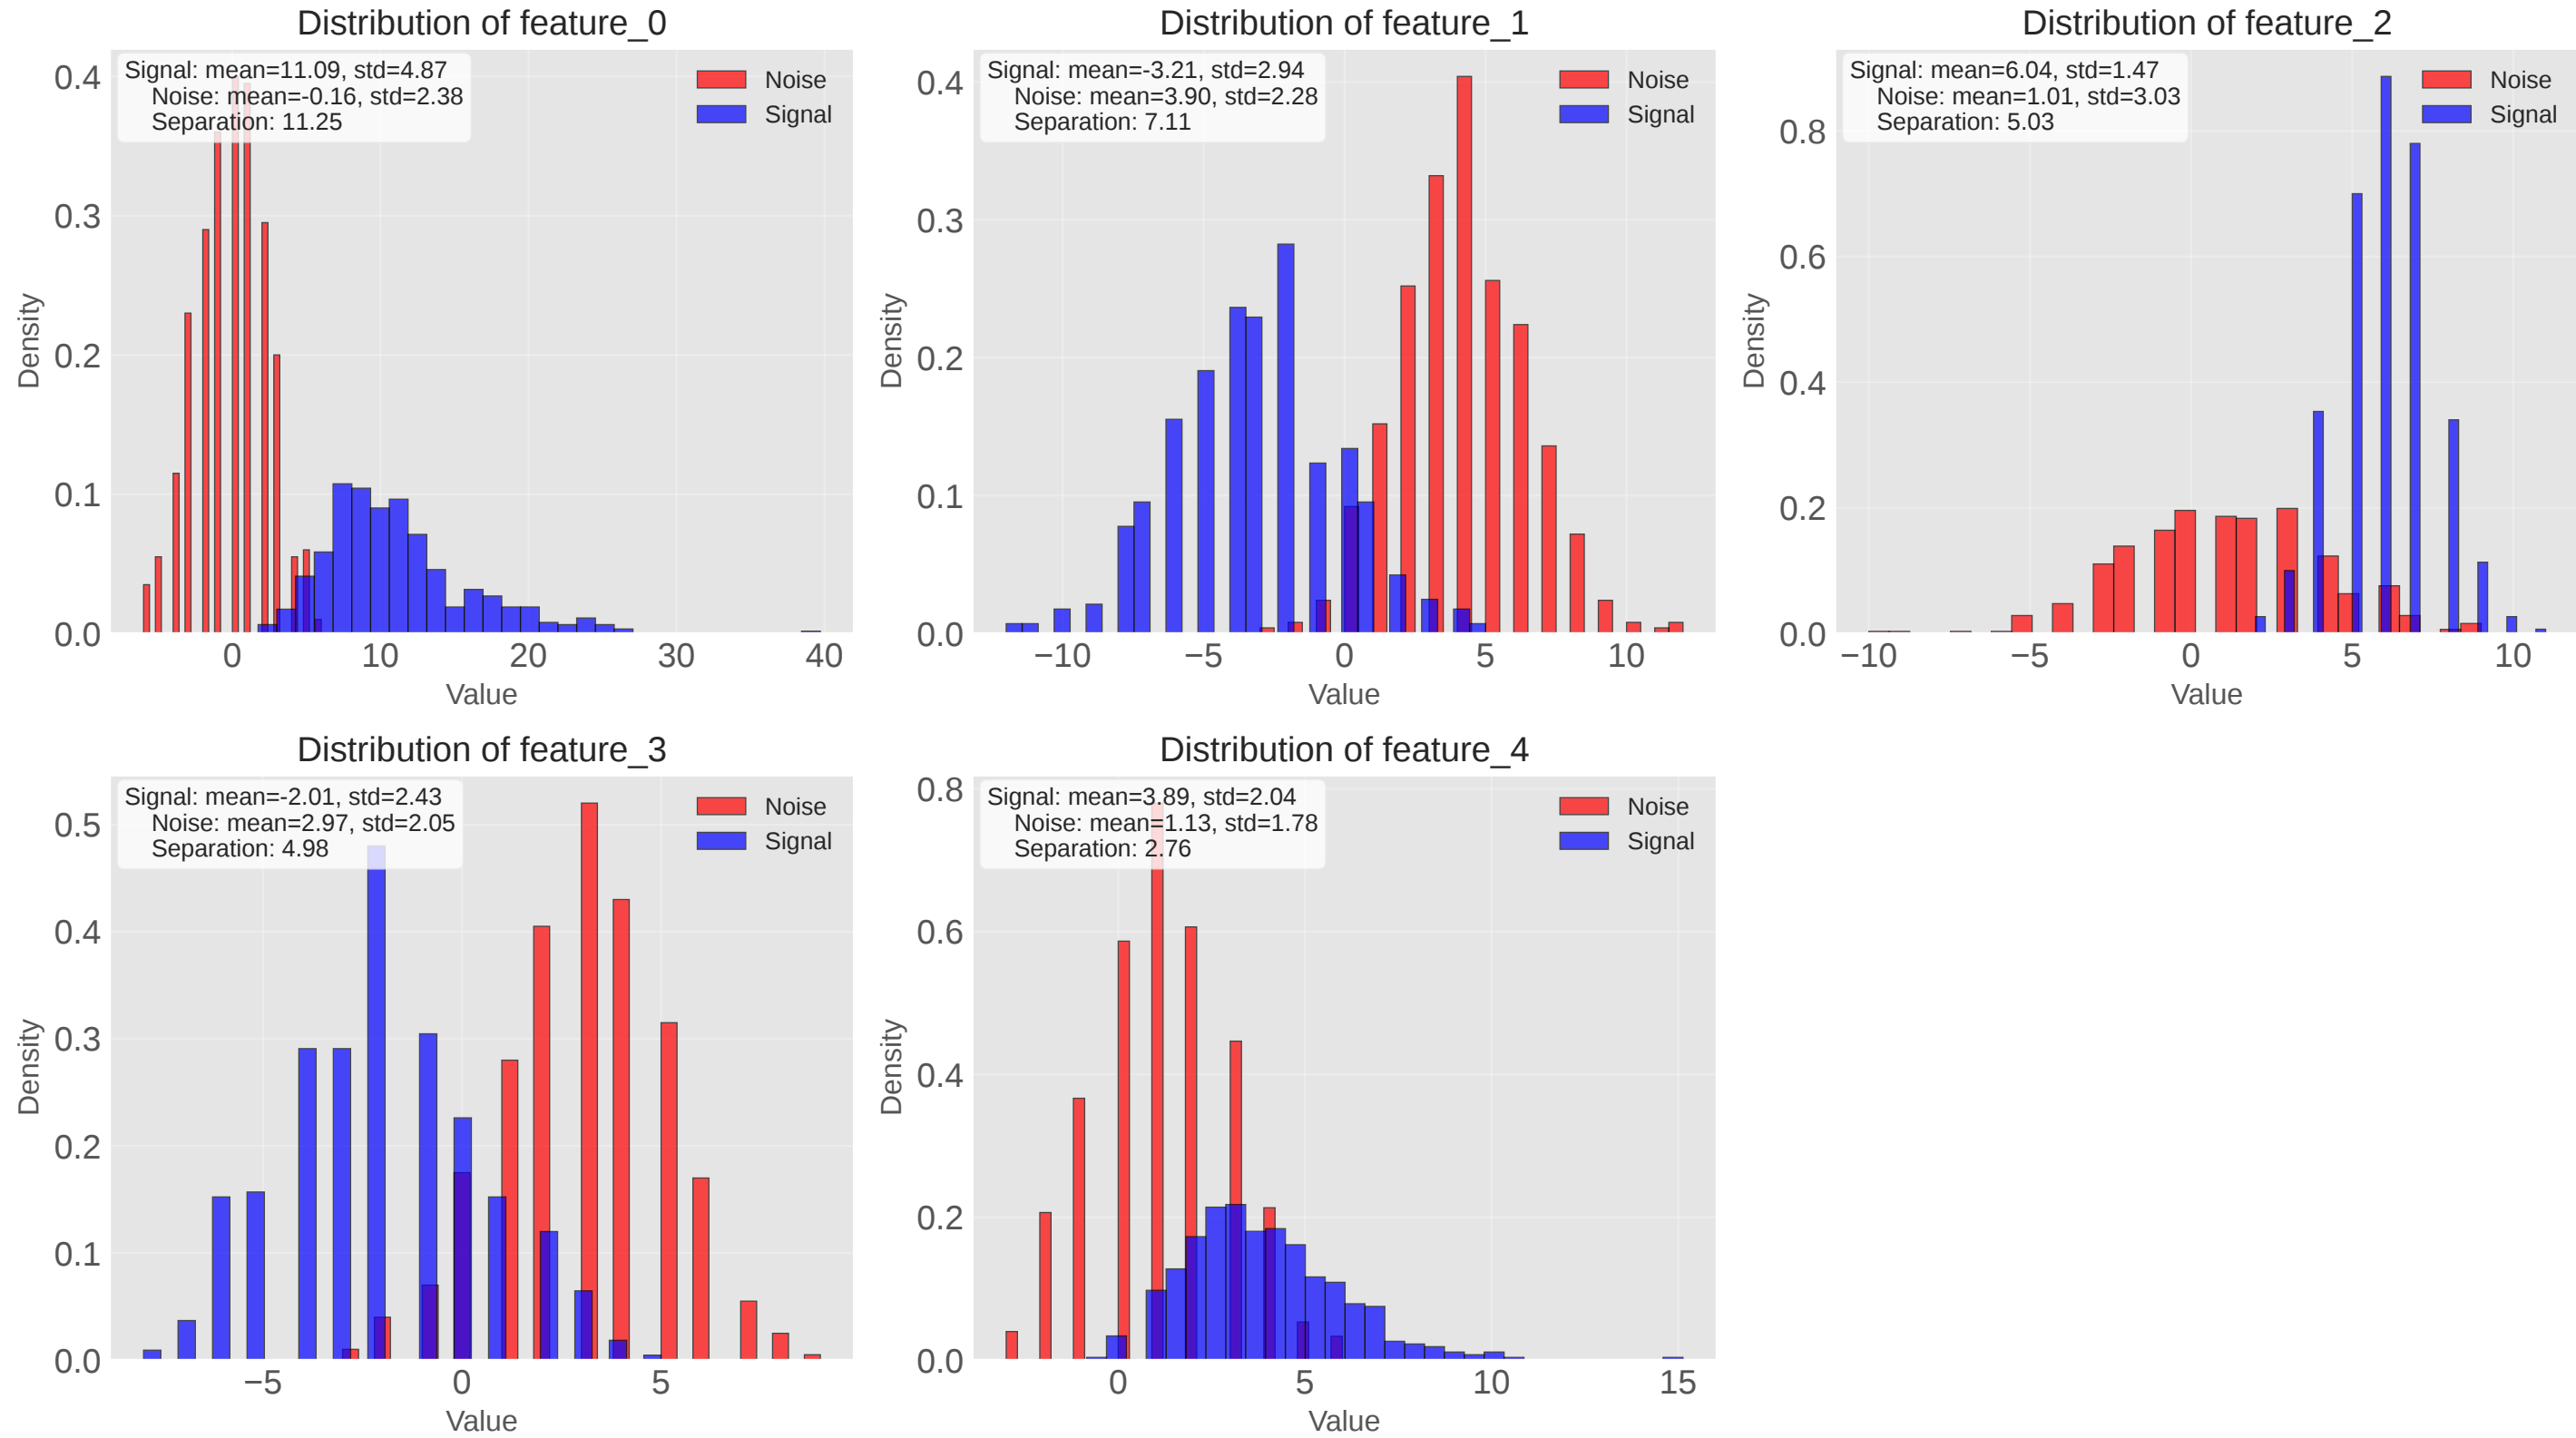 Distribution of feature_0
Signal: mean=11.09, std=4.87
Noise: mean=-0.16, std=2.38
Separation: 11.25
Noise
Signal
0.4
0.3
0.2
0.1
0.0
Density
0 10 20 30 40
Value
Distribution of feature_1
Signal: mean=-3.21, std=2.94
Noise: mean=3.90, std=2.28
Separation: 7.11
Noise
Signal
0.4
0.3
0.2
0.1
0.0
Density
−10 −5 0 5 10
Value
Distribution of feature_2
Signal: mean=6.04, std=1.47
Noise: mean=1.01, std=3.03
Separation: 5.03
Noise
Signal
0.8
0.6
0.4
0.2
0.0
Density
−10 −5 0 5 10
Value
Distribution of feature_3
Signal: mean=-2.01, std=2.43
Noise: mean=2.97, std=2.05
Separation: 4.98
Noise
Signal
0.5
0.4
0.3
0.2
0.1
0.0
Density
−5 0 5
Value
Distribution of feature_4
Signal: mean=3.89, std=2.04
Noise: mean=1.13, std=1.78
Separation: 2.76
Noise
Signal
0.8
0.6
0.4
0.2
0.0
Density
0 5 10 15
Value